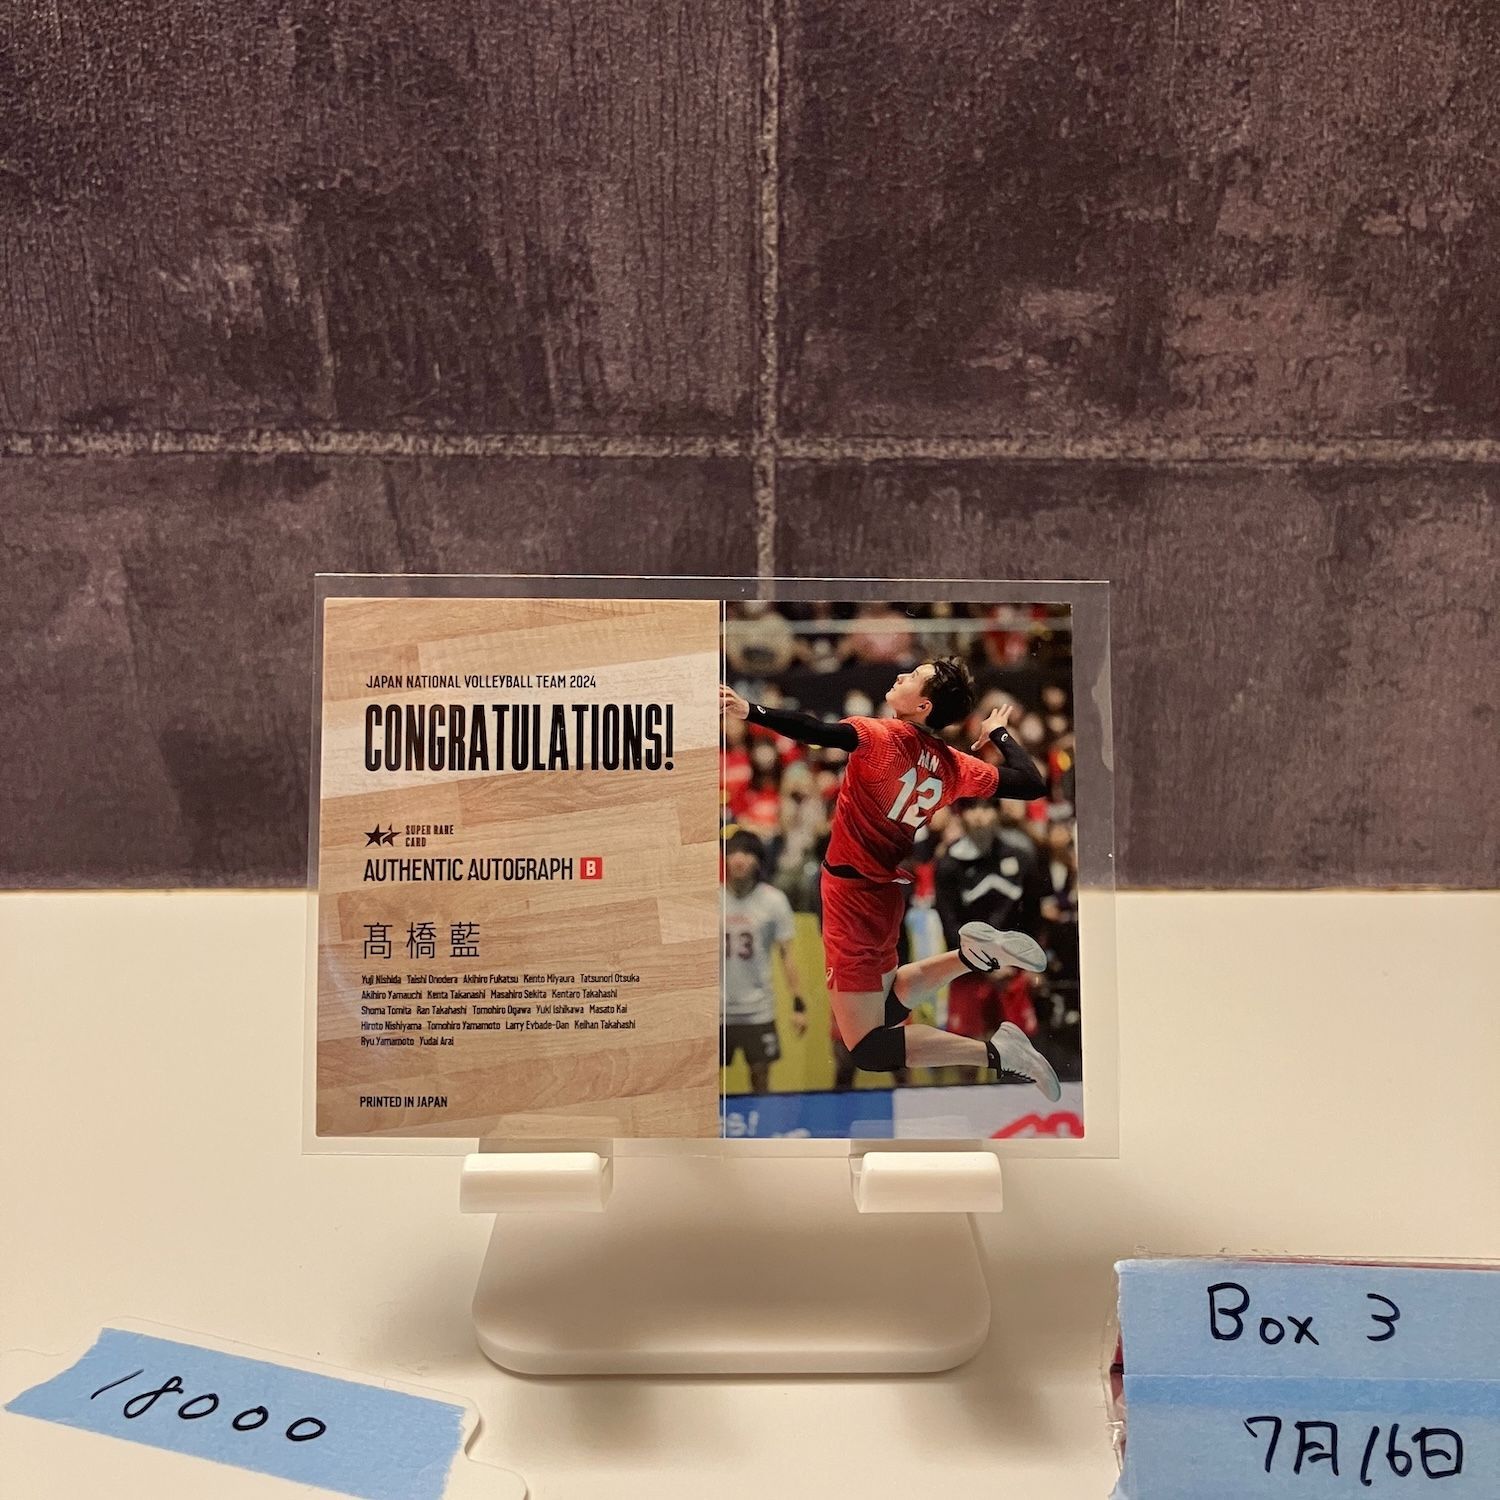 JAPAN NATIONAL VOLLEYBALL TEAM 2024
CONGRATULATIONS!
SUPER RARE
CARD
AUTHENTIC AUTOGRAPH B
髙橋藍
Yuji Nishida Taishi Onodera Akihiro Fukatsu Kento Miyaura Tatsunori Otsuka
Akihiro Yamauchi Kenta Takanashi Masahiro Sekita Kentaro Takahashi
Shoma Tomita Ran Takahashi Tomohiro Ogawa Yuki Ishikawa Masato Kai
Hiroto Nishiyama Tomohiro Yamamoto Larry Evbade-Dan Keihan Takahashi
Ryu Yamamoto Yudai Arai
PRINTED IN JAPAN
RAN
12
13
18000
Box 3
7月16日